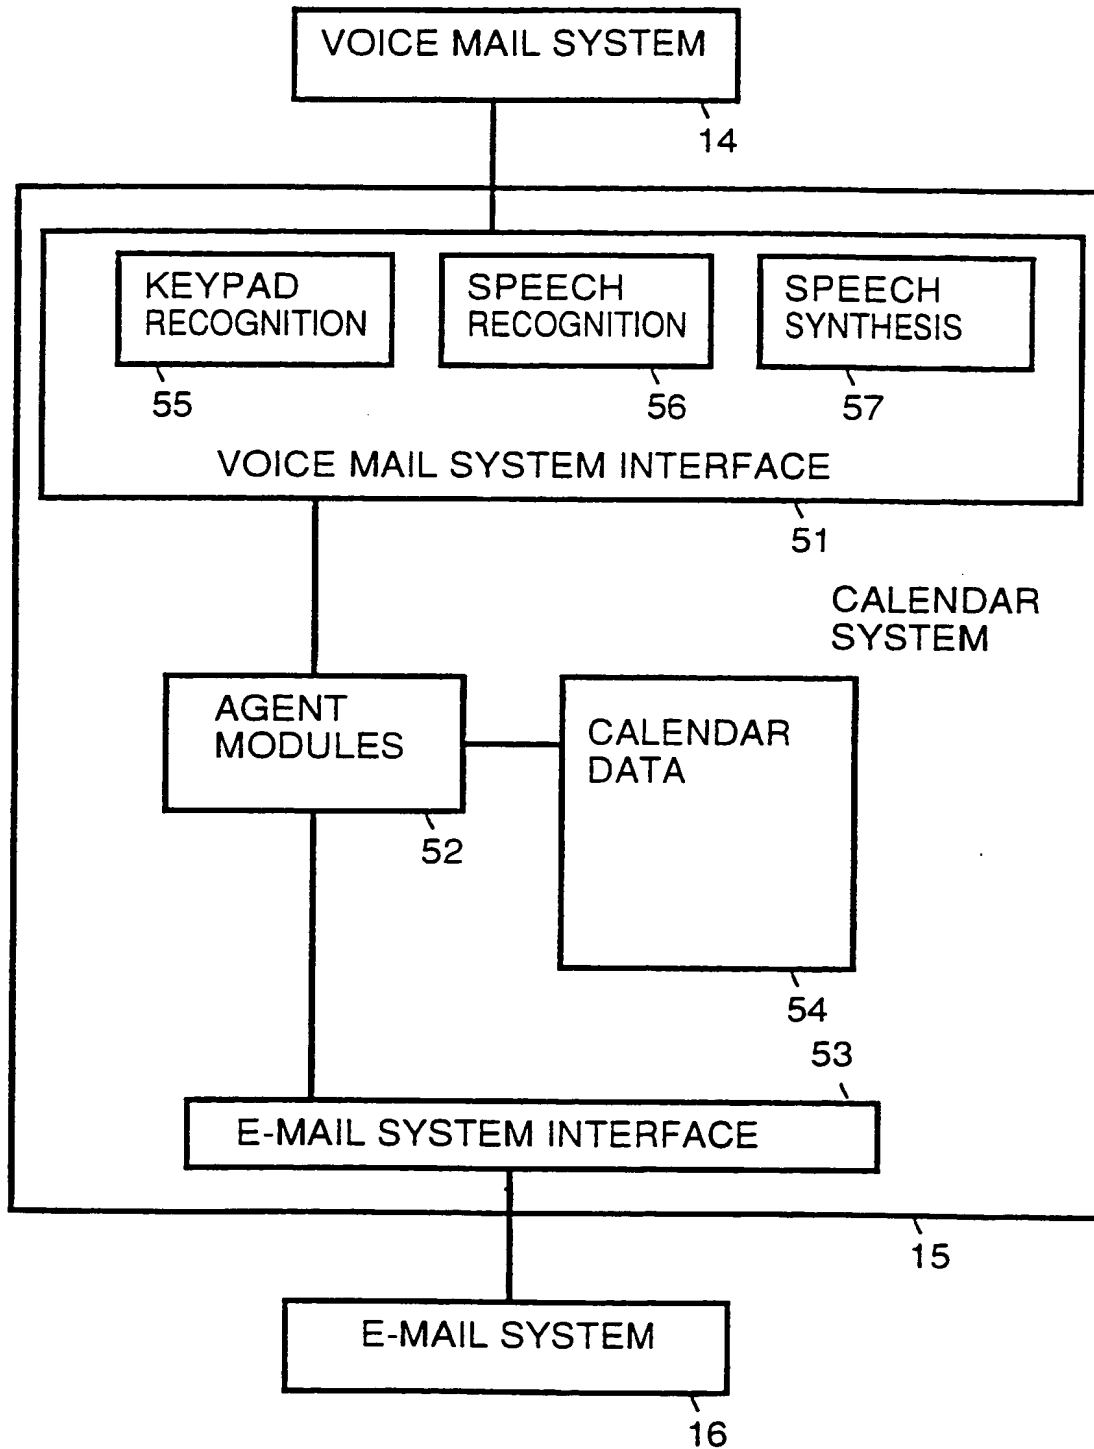 VOICE MAIL SYSTEM
14
KEYPAD
RECOGNITION
55
SPEECH
RECOGNITION
56
SPEECH
SYNTHESIS
57
VOICE MAIL SYSTEM INTERFACE
51
CALENDAR
SYSTEM
AGENT
MODULES
52
CALENDAR
DATA
54
53
E-MAIL SYSTEM INTERFACE
15
E-MAIL SYSTEM
16